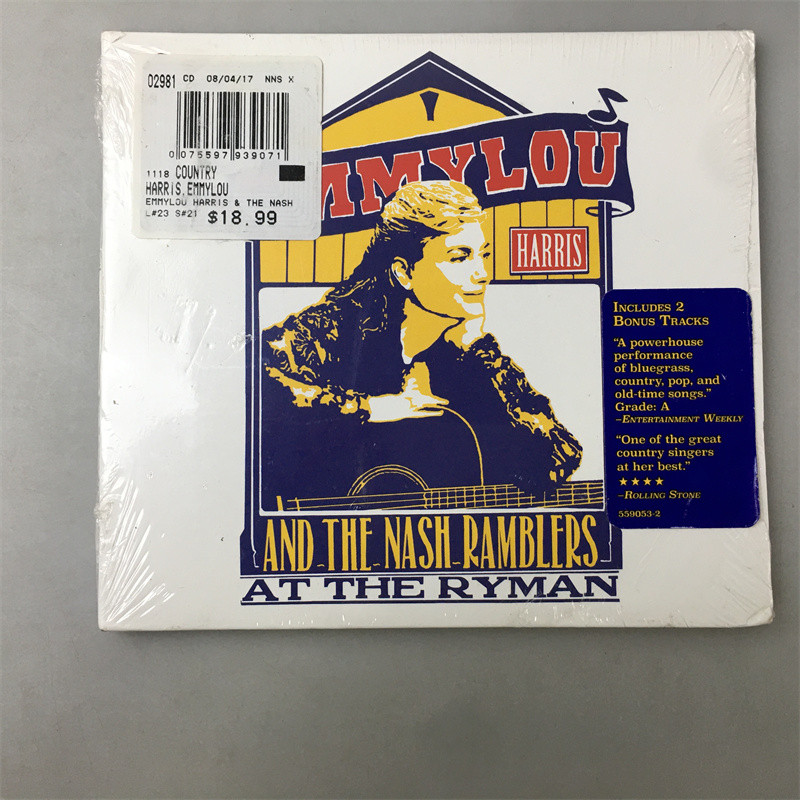 02981 CD 08/04/17 NNS X
0 075597 939071
1118 COUNTRY
HARRIS,EMMYLOU
EMMYLOU HARRIS & THE NASH
L#23 S#21 $18.99
MMYLOU
HARRIS
INCLUDES 2
BONUS TRACKS
“A powerhouse
performance
of bluegrass,
country, pop, and
old-time songs.”
Grade: A
–ENTERTAINMENT WEEKLY
“One of the great
country singers
at her best.”
★★★★
–ROLLING STONE
559053-2
AND THE NASH RAMBLERS
AT THE RYMAN